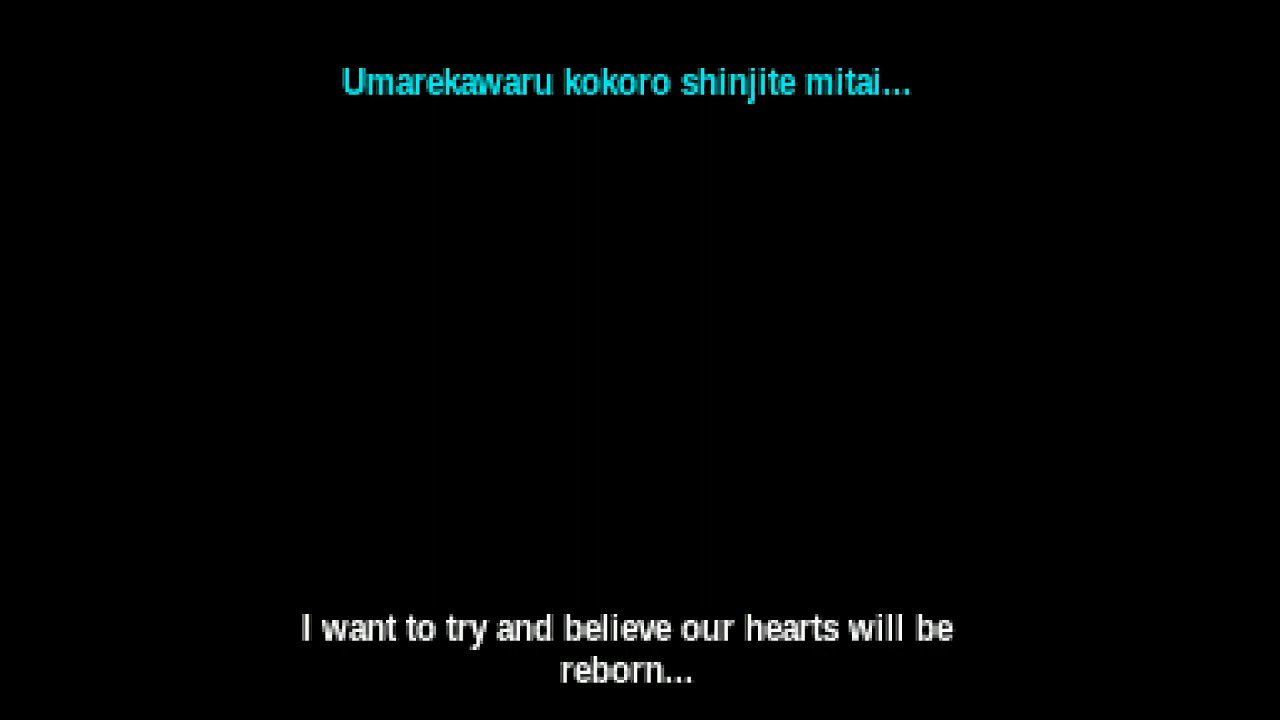 Umarekawaru kokoro shinjite mitai...
I want to try and believe our hearts will be
reborn...